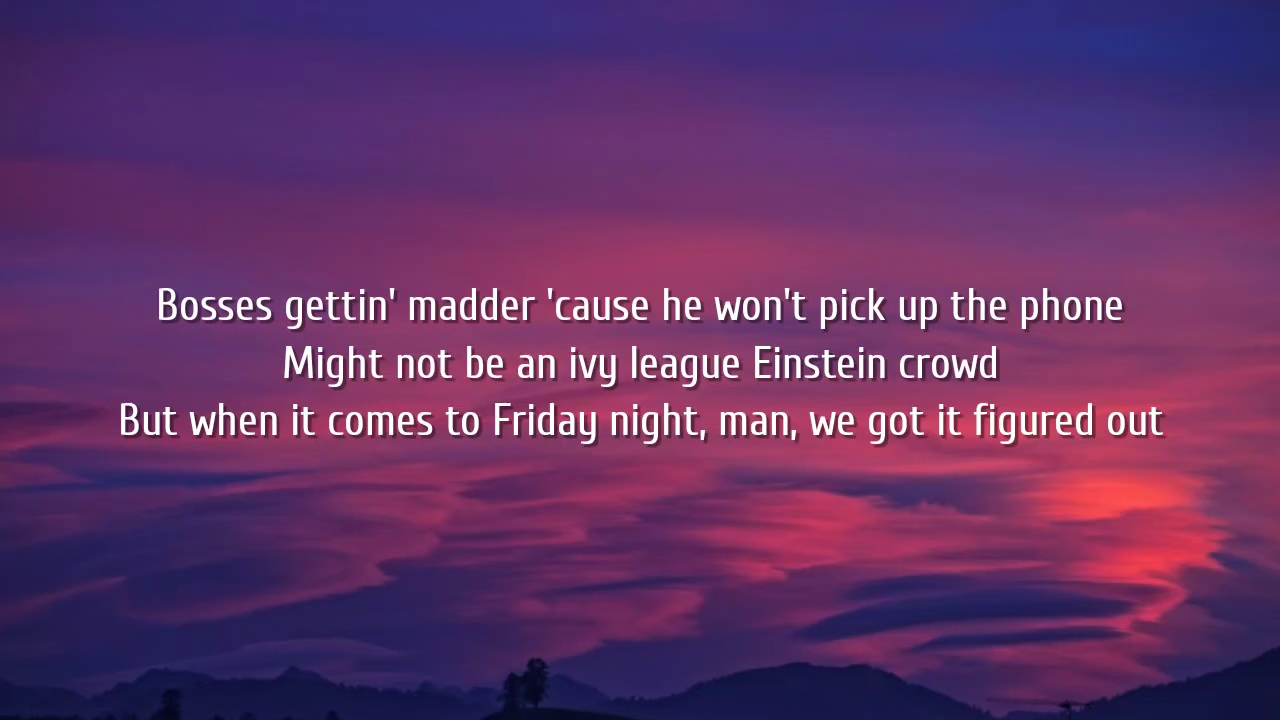 Bosses gettin' madder 'cause he won't pick up the phone
Might not be an ivy league Einstein crowd
But when it comes to Friday night, man, we got it figured out